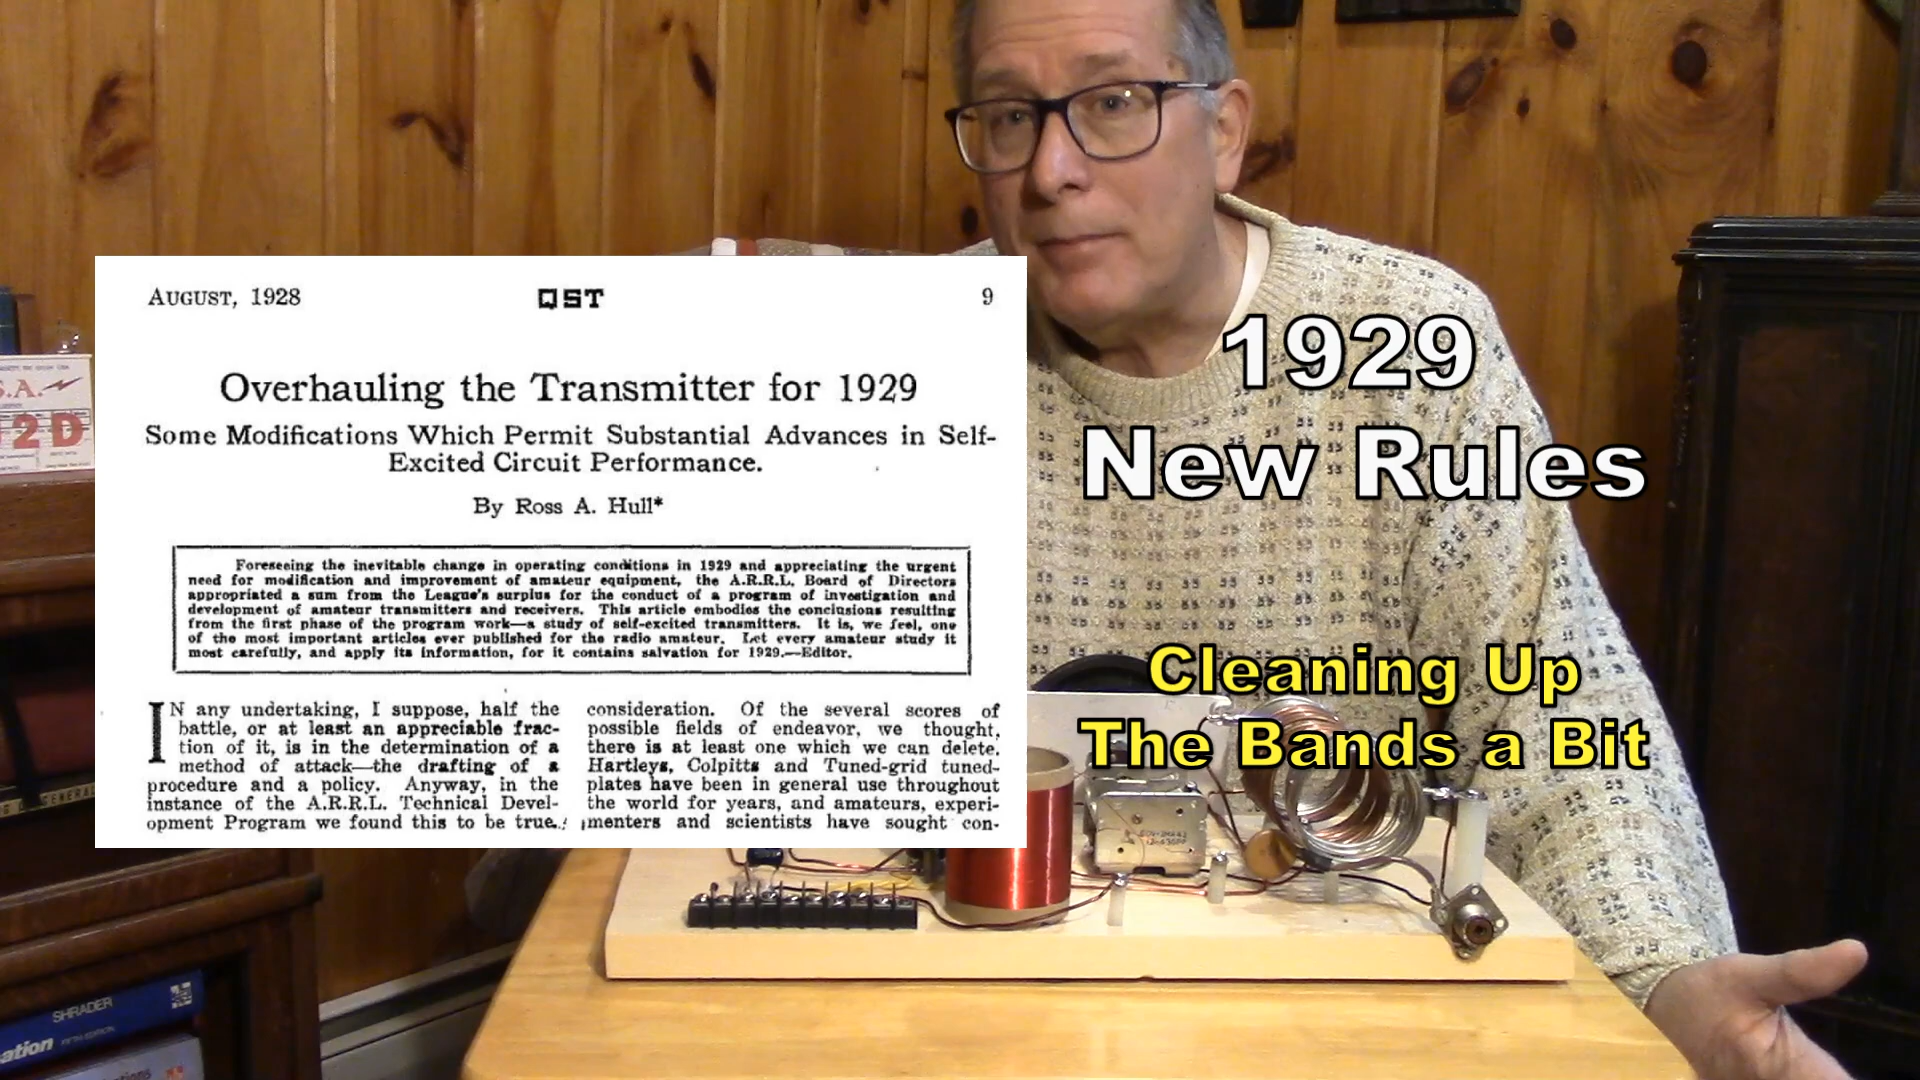 AUGUST, 1928 QST 9
Overhauling the Transmitter for 1929
Some Modifications Which Permit Substantial Advances in Self-
Excited Circuit Performance.
By Ross A. Hull*
Foreseeing the inevitable change in operating conditions in 1929 and appreciating the urgent
need for modification and improvement of amateur equipment, the A.R.R.L. Board of Directors
appropriated a sum from the League's surplus for the conduct of a program of investigation and
development of amateur transmitters and receivers. This article embodies the conclusions resulting
from the first phase of the program work—a study of self-excited transmitters. It is, we feel, one
of the most important articles ever published for the radio amateur. Let every amateur study it
most carefully, and apply its information, for it contains salvation for 1929.—Editor.
IN any undertaking, I suppose, half the
battle, or at least an appreciable frac-
tion of it, is in the determination of a
method of attack—the drafting of a
procedure and a policy. Anyway, in the
instance of the A.R.R.L. Technical Devel-
opment Program we found this to be true.
consideration. Of the several scores of
possible fields of endeavor, we thought,
there is at least one which we can delete.
Hartleys, Colpitts and Tuned-grid tuned-
plates have been in general use throughout
the world for years, and amateurs, experi-
menters and scientists have sought con-
1929
New Rules
Cleaning Up
The Bands a Bit
.A.
2D
SHRADER
ation FIFTH EDITION